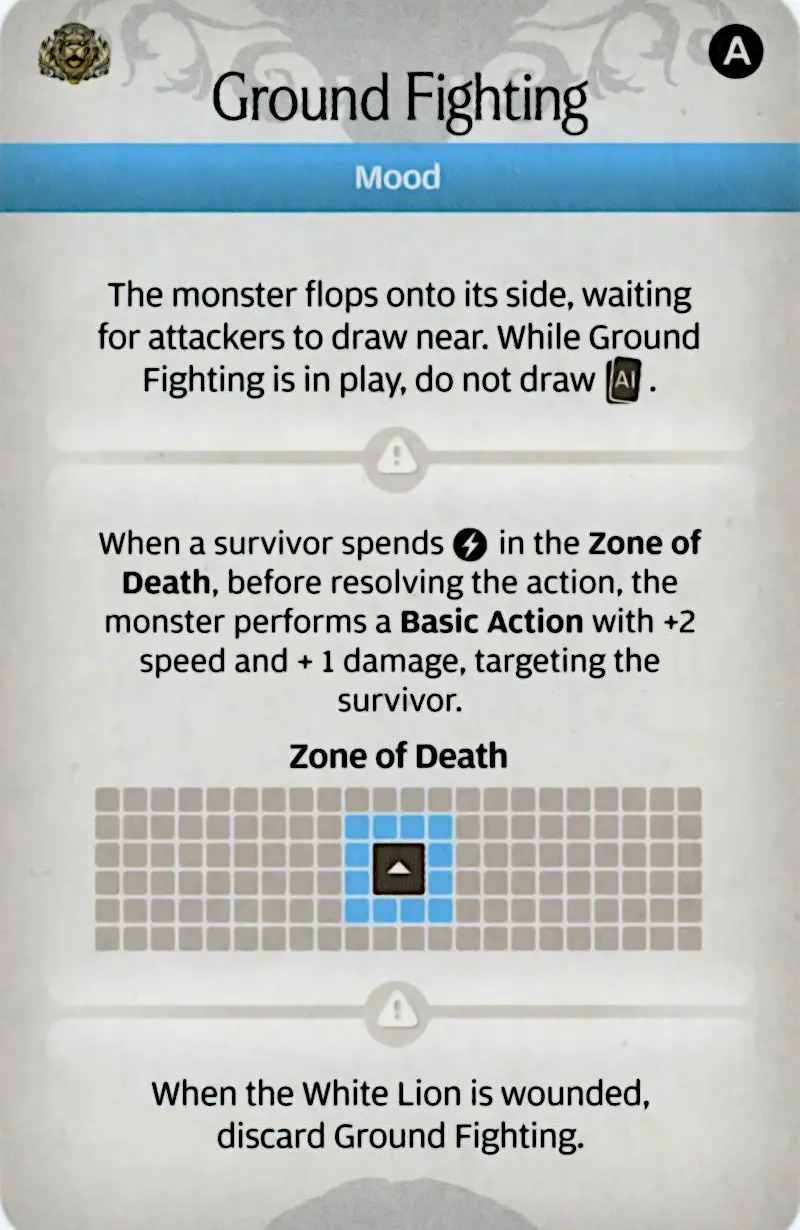 A
Ground Fighting
Mood
The monster flops onto its side, waiting
for attackers to draw near. While Ground
Fighting is in play, do not draw AI .
When a survivor spends in the Zone of
Death, before resolving the action, the
monster performs a Basic Action with +2
speed and + 1 damage, targeting the
survivor.
Zone of Death
When the White Lion is wounded,
discard Ground Fighting.